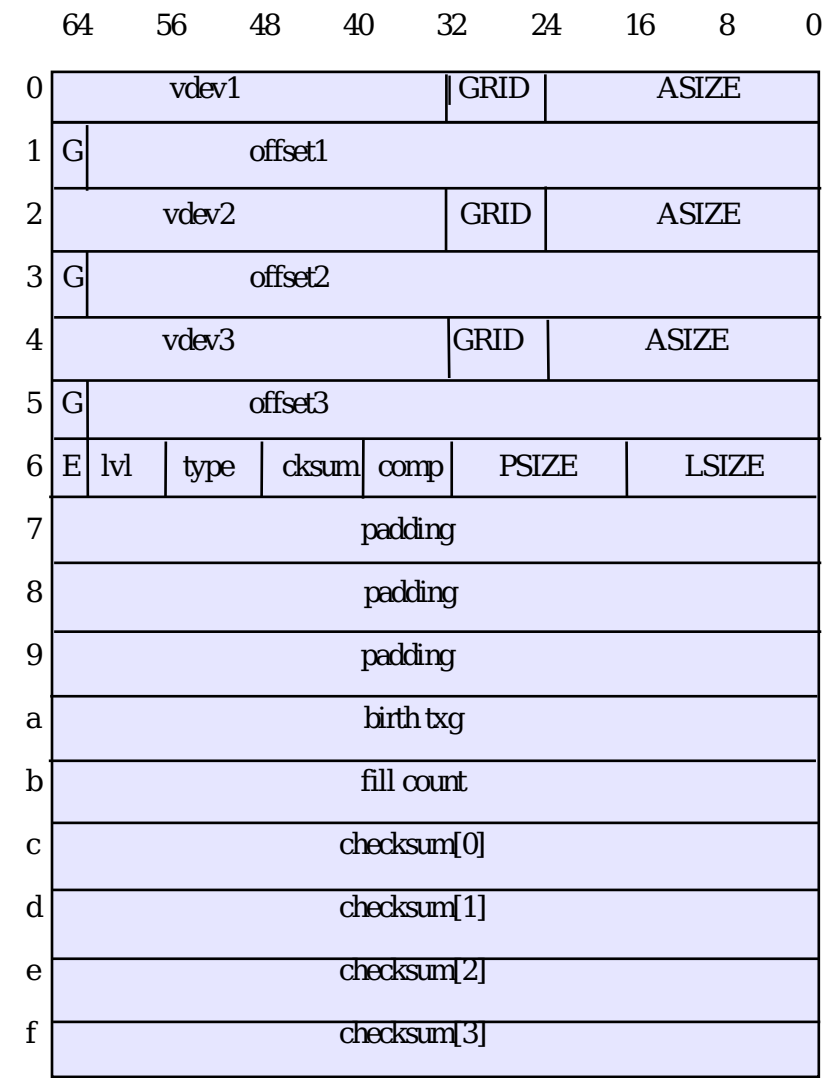 64 56 48 40 32 24 16 8 0
0 vdev1 GRID ASIZE
1 G offset1
2 vdev2 GRID ASIZE
3 G offset2
4 vdev3 GRID ASIZE
5 G offset3
6 E lvl type cksum comp PSIZE LSIZE
7 padding
8 padding
9 padding
a birth txg
b fill count
c checksum[0]
d checksum[1]
e checksum[2]
f checksum[3]